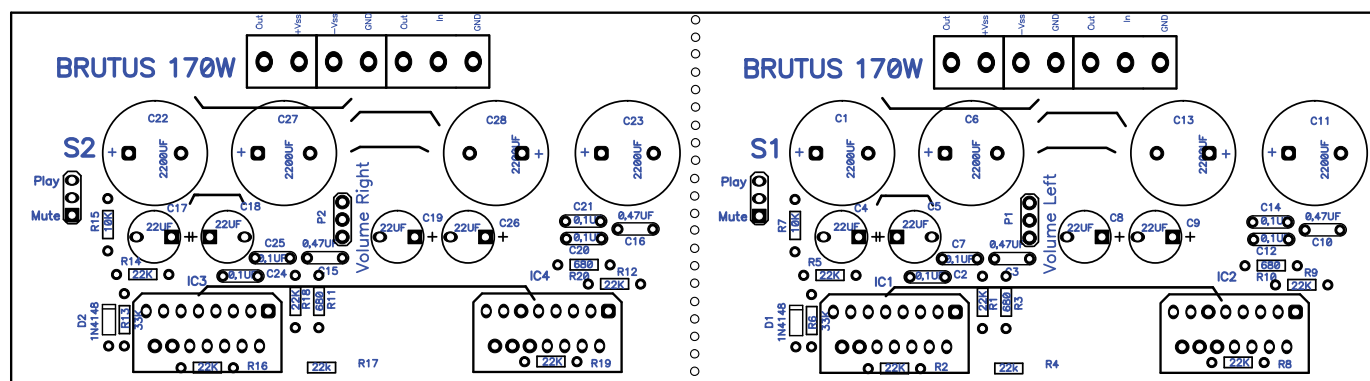 Out +Vss -Vss GND Out In GND
BRUTUS 170W
C22 C27 C28 C23
2200UF 2200UF 2200UF 2200UF
S2
Play
Mute
R15 10K
C17 C18
22UF 22UF
P2
Volume Right
C19 C26
22UF 22UF
C21
0,1UF
0,1UF
C20
0,47UF
C16
C25
0,1UF
0,1UF
C24
0,47UF
C15
R14
22K
680
R20
R12
22K
IC3 IC4
D2
1N4148
R13
33K
22K
R18
680
R11
22K R16
22k R17
22K R19
Out +Vss -Vss GND Out In GND
BRUTUS 170W
C1 C6 C13 C11
2200UF 2200UF 2200UF 2200UF
S1
Play
Mute
R7 10K
C4 C5
22UF 22UF
P1
Volume Left
C8 C9
22UF 22UF
C14
0,1UF
0,1UF
C12
0,47UF
C10
C7
0,1UF
0,1UF
C2
0,47UF
C3
R5
22K
680
R10
R9
22K
IC1 IC2
D1
1N4148
R6
33K
22K
R1
680
R3
22K R2
22k R4
22K R8